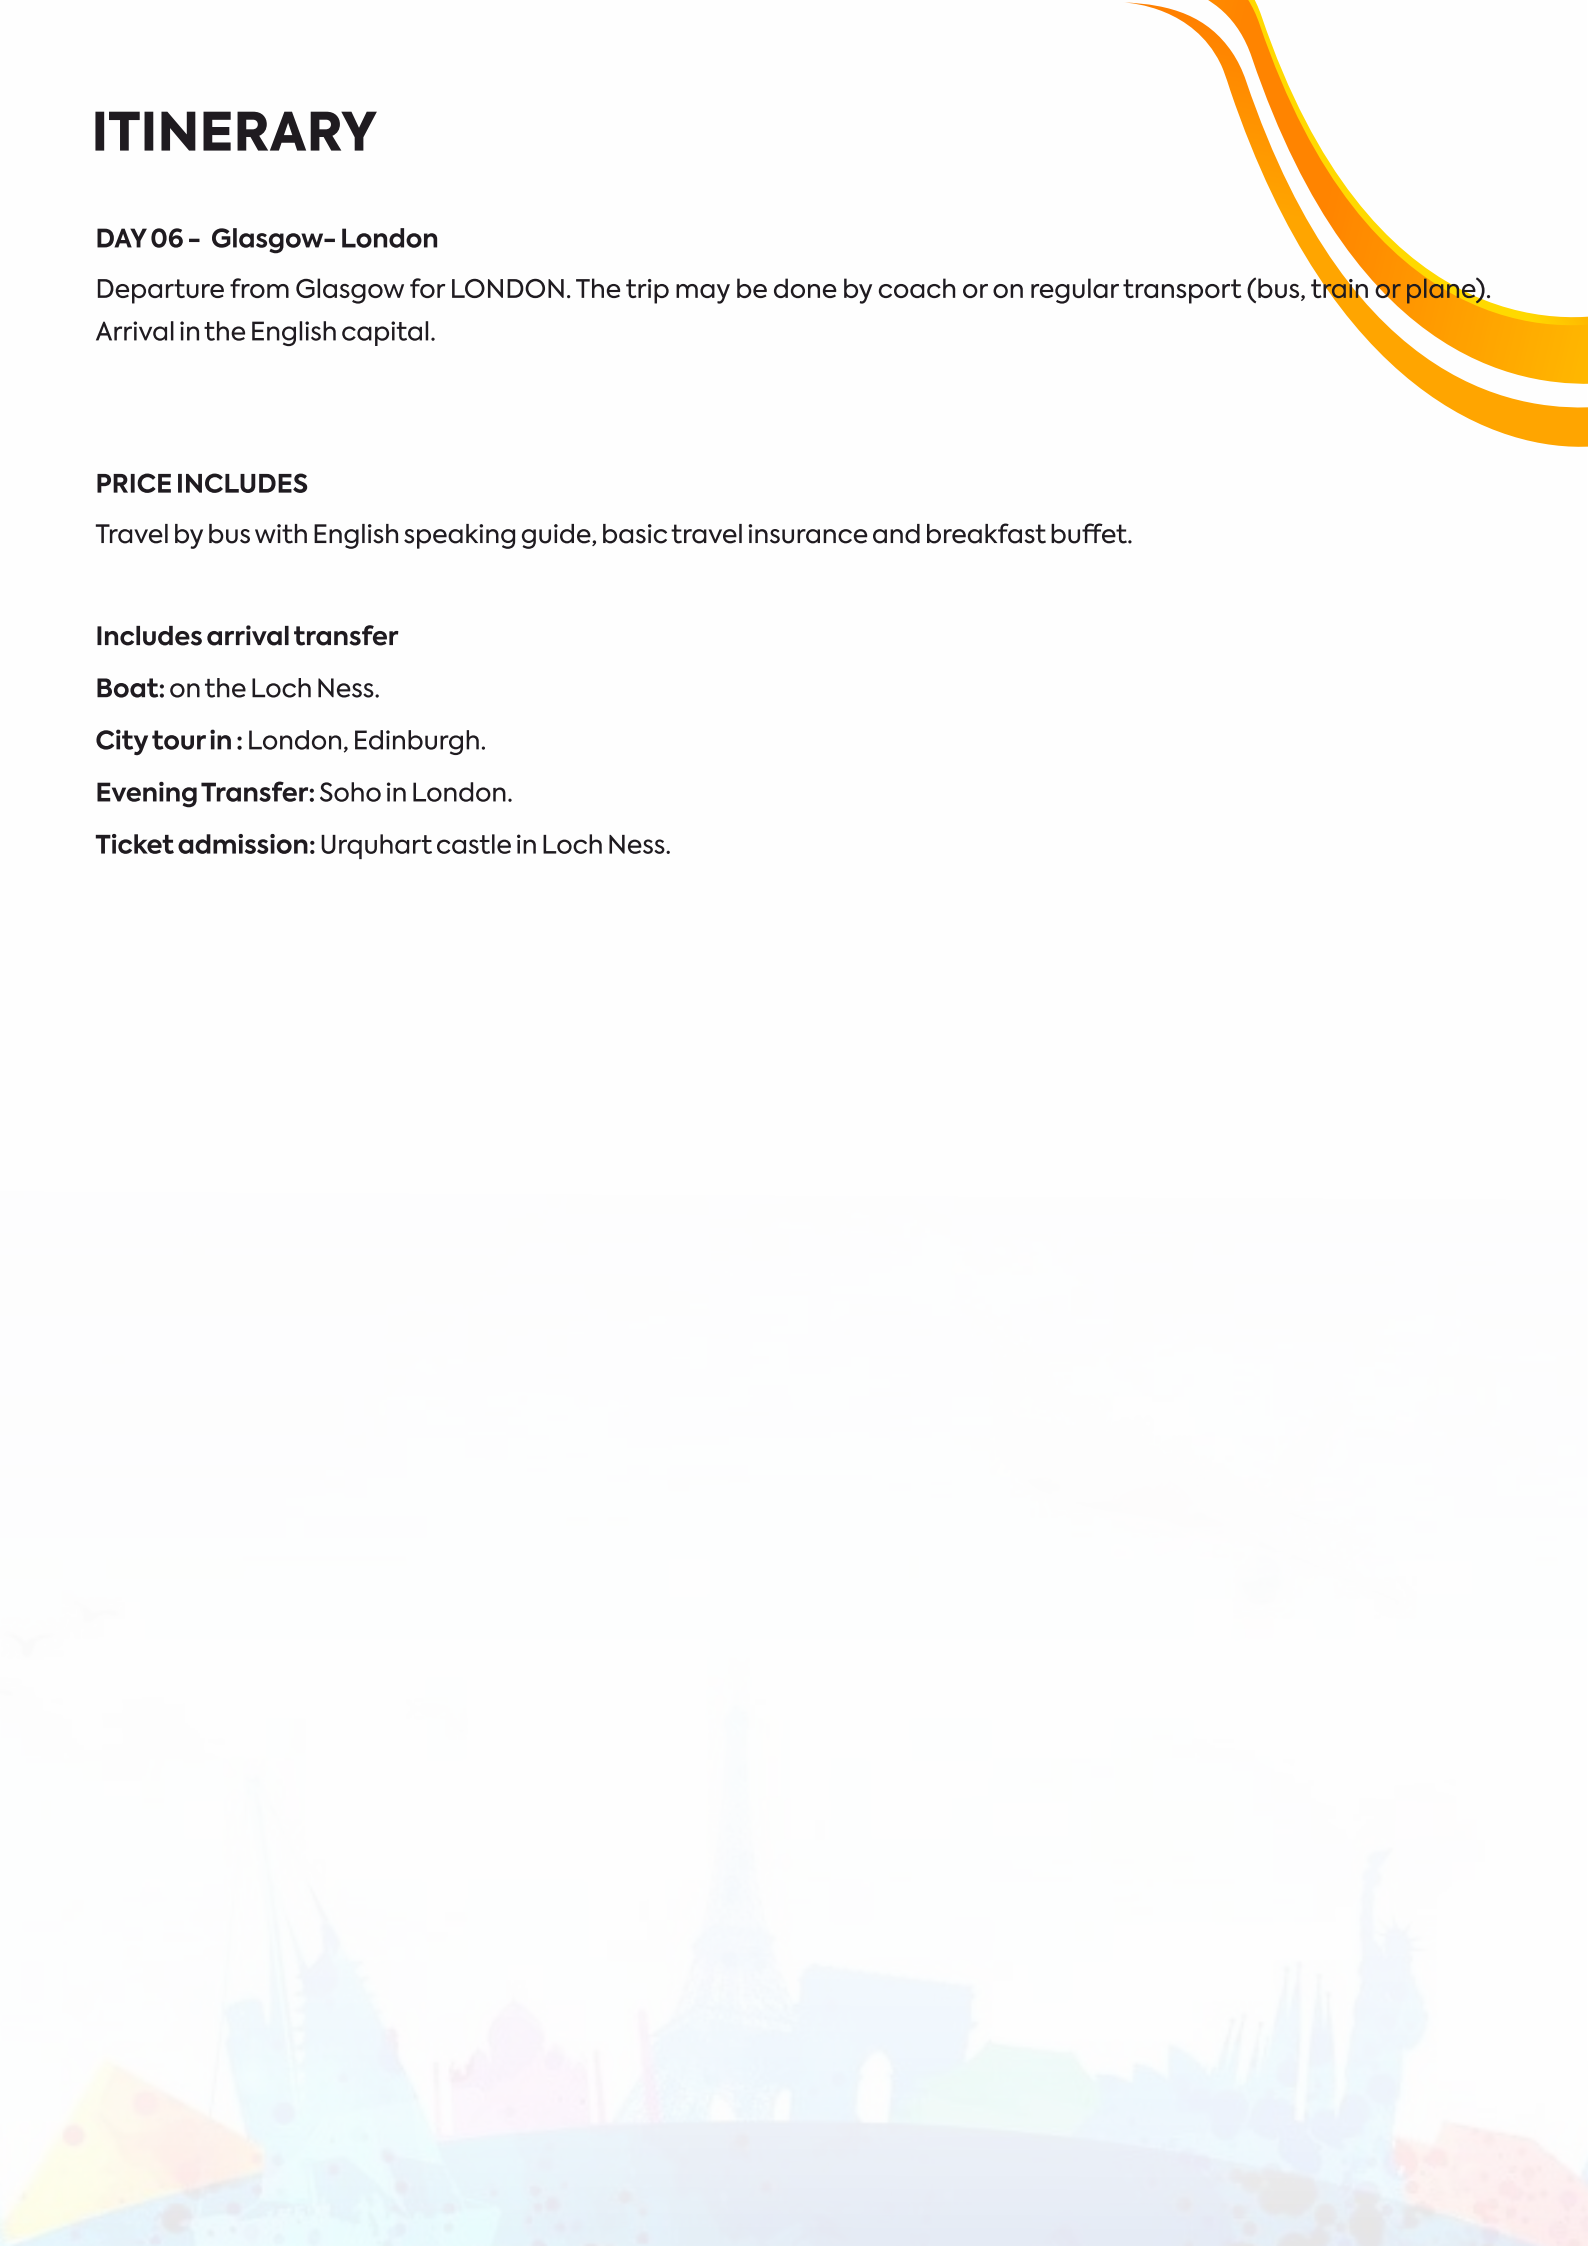 ITINERARY
DAY 06 - Glasgow- London
Departure from Glasgow for LONDON. The trip may be done by coach or on regular transport (bus, train or plane).
Arrival in the English capital.
PRICE INCLUDES
Travel by bus with English speaking guide, basic travel insurance and breakfast buffet.
Includes arrival transfer
Boat: on the Loch Ness.
City tour in : London, Edinburgh.
Evening Transfer: Soho in London.
Ticket admission: Urquhart castle in Loch Ness.